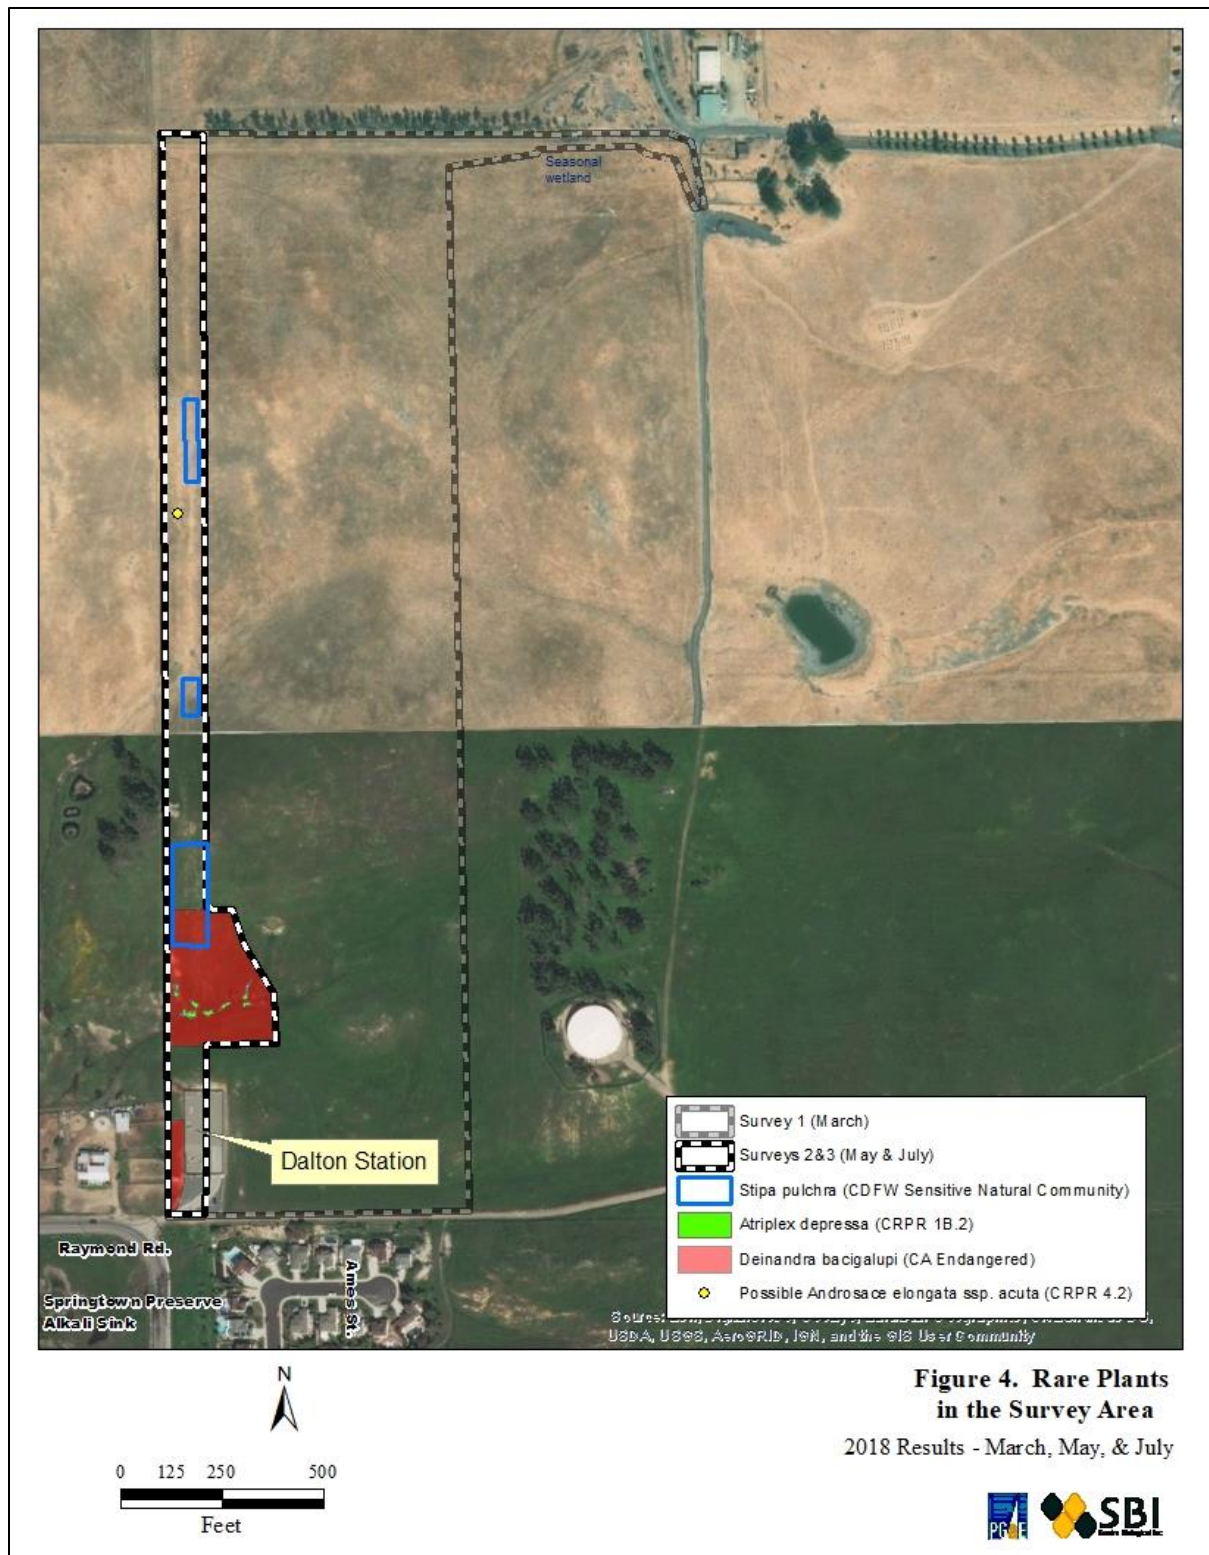 Seasonal
wetland
Dalton Station
Raymond Rd.
Springtown Preserve
Alkali Sink
Ames St.
Survey 1 (March)
Surveys 2&3 (May & July)
Stipa pulchra (CDFW Sensitive Natural Community)
Atriplex depressa (CRPR 1B.2)
Deinandra bacigalupi (CA Endangered)
Possible Androsace elongata ssp. acuta (CRPR 4.2)
USDA, USGS, AeroGRID, IGN, and the GIS User Community
N
0 125 250 500
Feet
Figure 4. Rare Plants
in the Survey Area
2018 Results - March, May, & July
PG&E
SBI